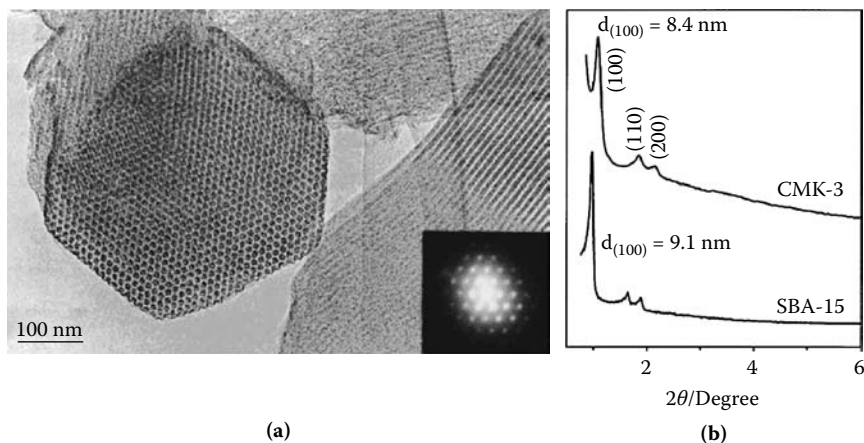 100 nm
(a)
d(100) = 8.4 nm
(100)
(110)
(200)
CMK-3
d(100) = 9.1 nm
SBA-15
2 4 6
2θ/Degree
(b)